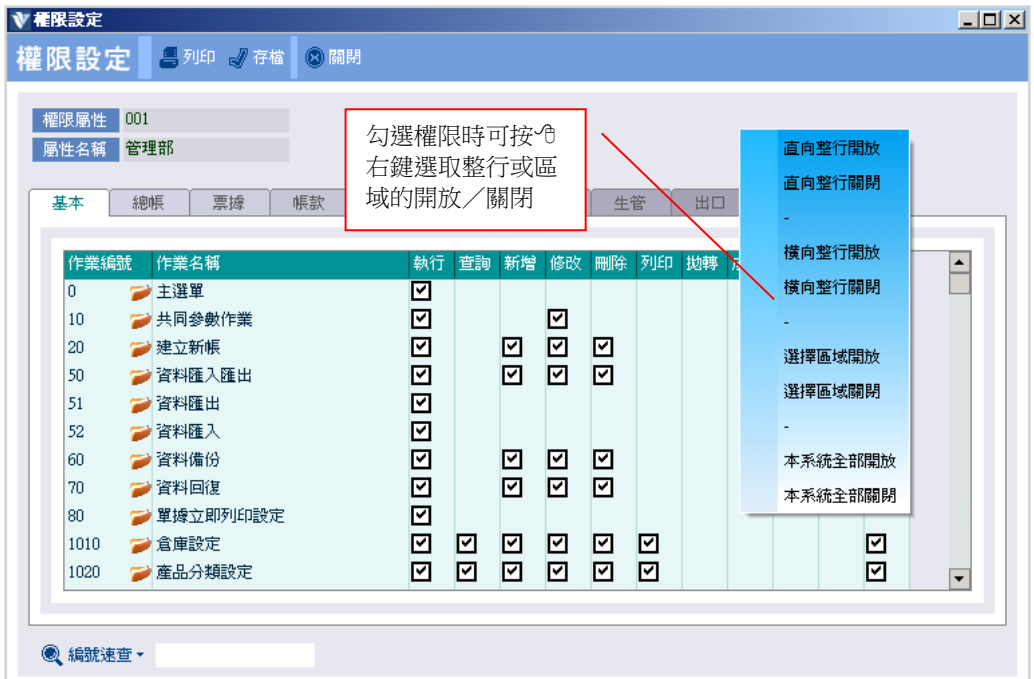 權限設定
權限設定 列印 存檔 關閉
權限屬性 001
屬性名稱 管理部
勾選權限時可按
右鍵選取整行或區
域的開放／關閉
基本 總帳 票據 帳款 生管 出口
作業編號 作業名稱 執行 查詢 新增 修改 刪除 列印 拋轉
0 主選單
10 共同參數作業
20 建立新帳
50 資料匯入匯出
51 資料匯出
52 資料匯入
60 資料備份
70 資料回復
80 單據立即列印設定
1010 倉庫設定
1020 產品分類設定
直向整行開放
直向整行關閉
-
橫向整行開放
橫向整行關閉
-
選擇區域開放
選擇區域關閉
-
本系統全部開放
本系統全部關閉
編號速查